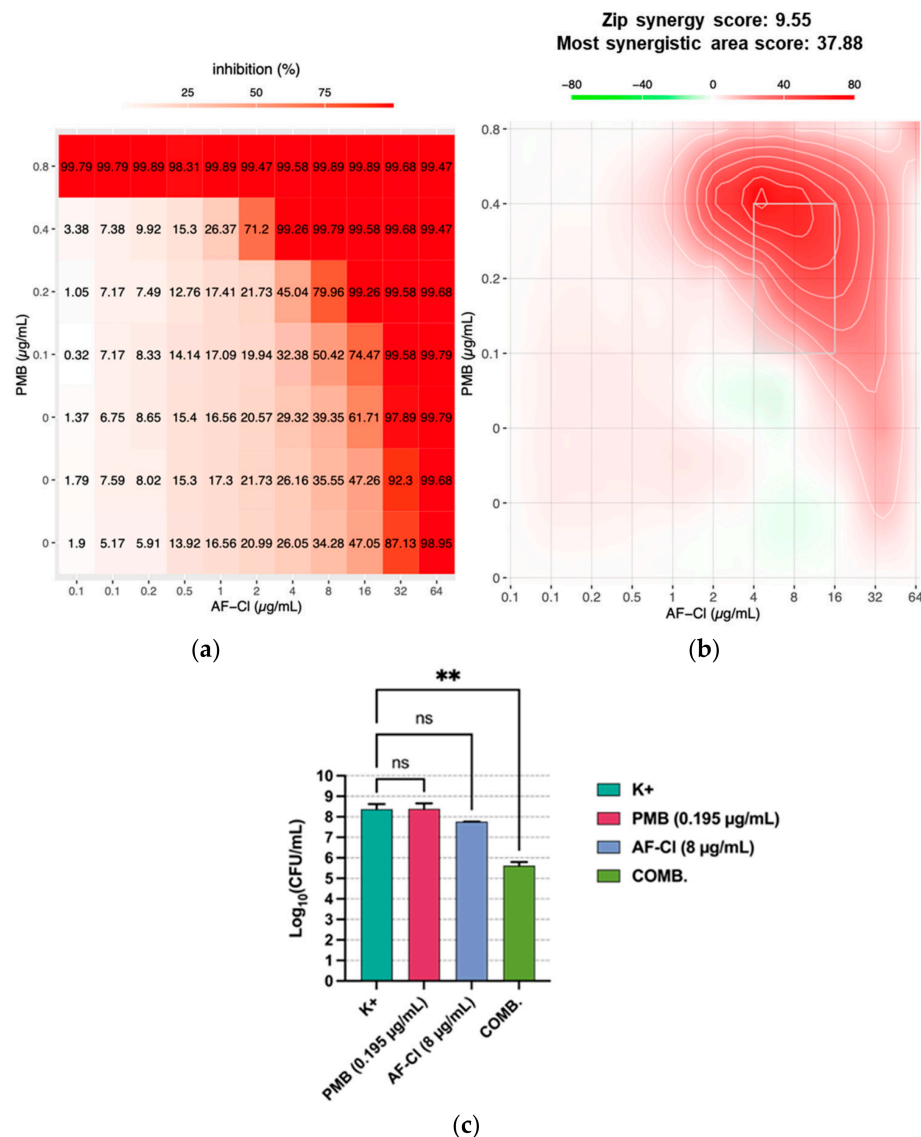 Zip synergy score: 9.55
Most synergistic area score: 37.88
inhibition (%)
25 50 75
-80 -40 0 40 80
PMB (µg/mL)
0.8 99.79 99.79 99.89 98.31 99.89 99.47 99.58 99.89 99.89 99.68 99.47
0.4 3.38 7.38 9.92 15.3 26.37 71.2 99.26 99.79 99.58 99.68 99.47
0.2 1.05 7.17 7.49 12.76 17.41 21.73 45.04 79.96 99.26 99.58 99.68
0.1 0.32 7.17 8.33 14.14 17.09 19.94 32.38 50.42 74.47 99.58 99.79
0 1.37 6.75 8.65 15.4 16.56 20.57 29.32 39.35 61.71 97.89 99.79
0 1.79 7.59 8.02 15.3 17.3 21.73 26.16 35.55 47.26 92.3 99.68
0 1.9 5.17 5.91 13.92 16.56 20.99 26.05 34.28 47.05 87.13 98.95
0.1 0.1 0.2 0.5 1 2 4 8 16 32 64
AF-Cl (µg/mL)
(a)
PMB (µg/mL)
0.8
0.4
0.2
0.1
0
0
0
0.1 0.1 0.2 0.5 1 2 4 8 16 32 64
AF-Cl (µg/mL)
(b)
**
ns
ns
Log10(CFU/mL)
10
9
8
7
6
5
4
3
2
1
0
K+
PMB (0.195 µg/mL)
AF-Cl (8 µg/mL)
COMB.
K+
PMB (0.195 µg/mL)
AF-Cl (8 µg/mL)
COMB.
(c)